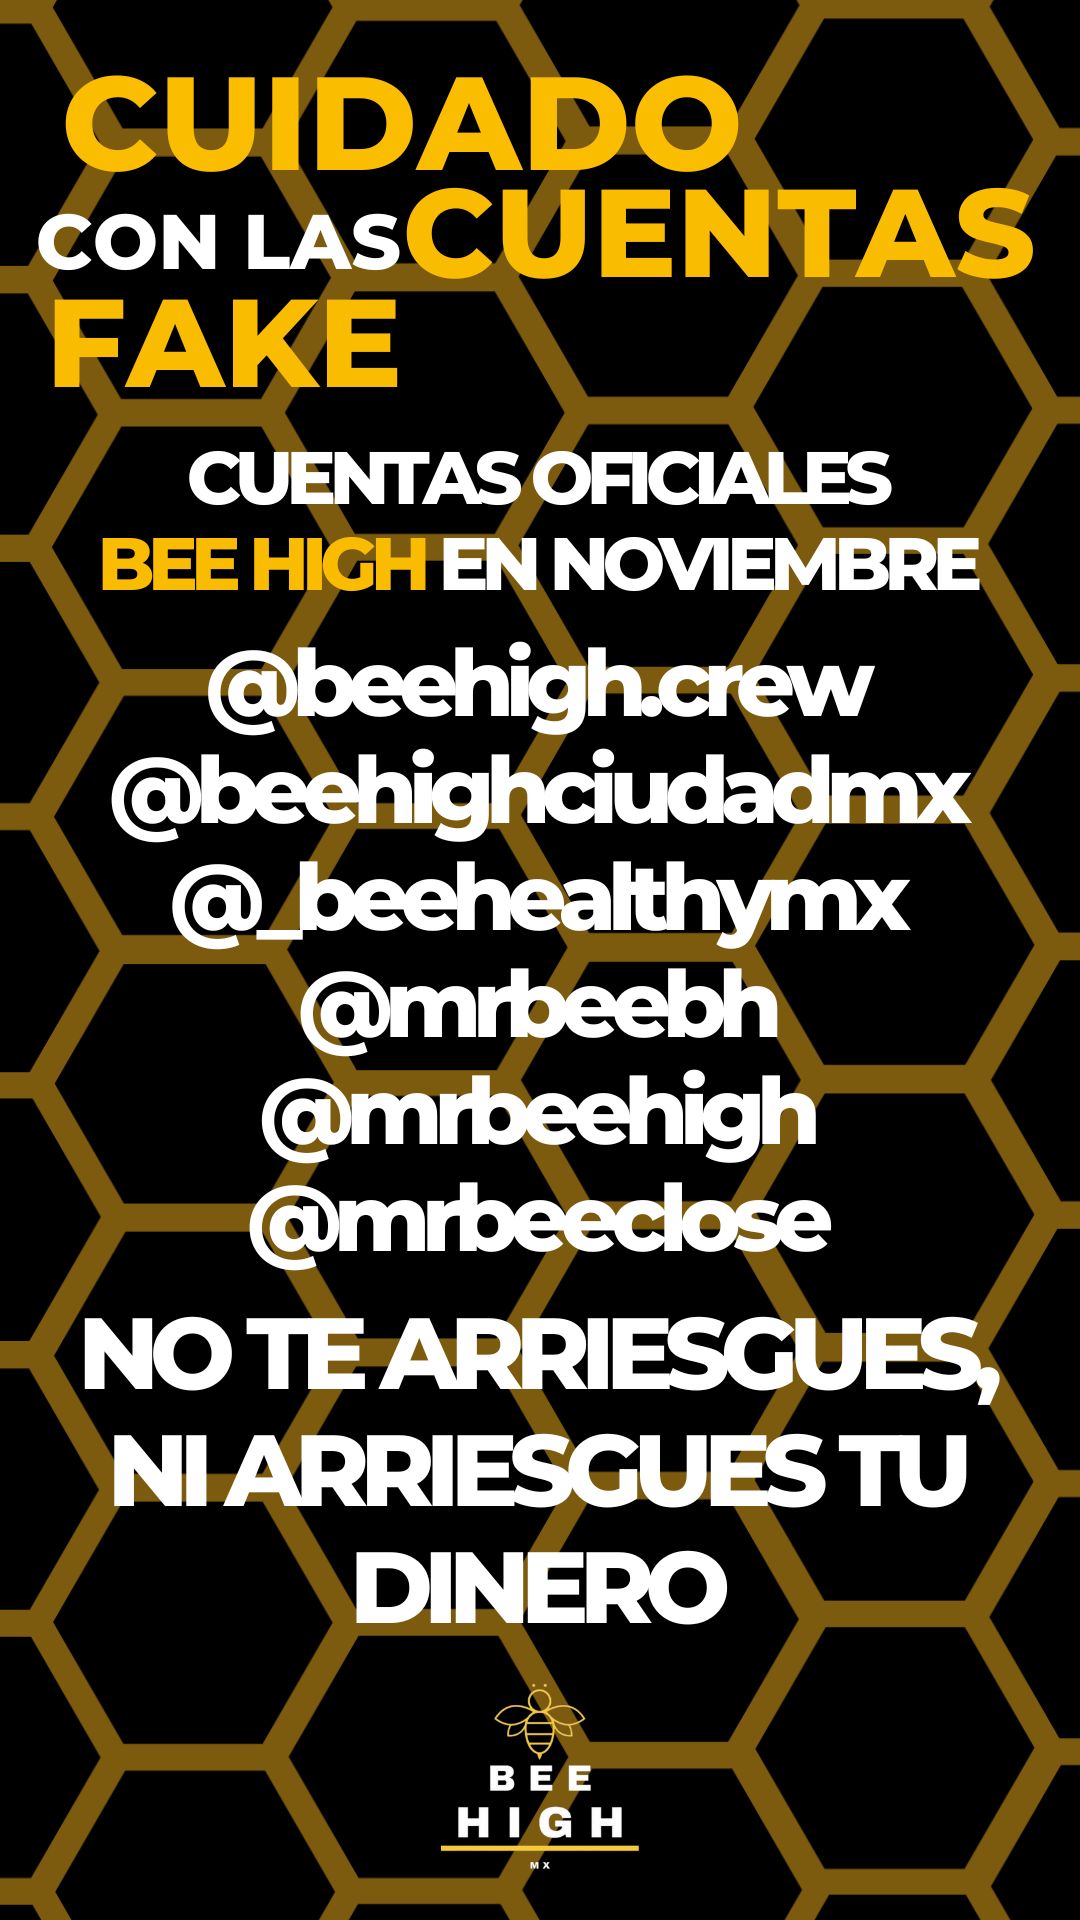 CUIDADO
CON LAS CUENTAS
FAKE
CUENTAS OFICIALES
BEE HIGH EN NOVIEMBRE
@beehigh.crew
@beehighciudadmx
@_beehealthymx
@mrbeebh
@mrbeehigh
@mrbeeclose
NO TE ARRIESGUES,
NI ARRIESGUES TU
DINERO
BEE
HIGH
MX